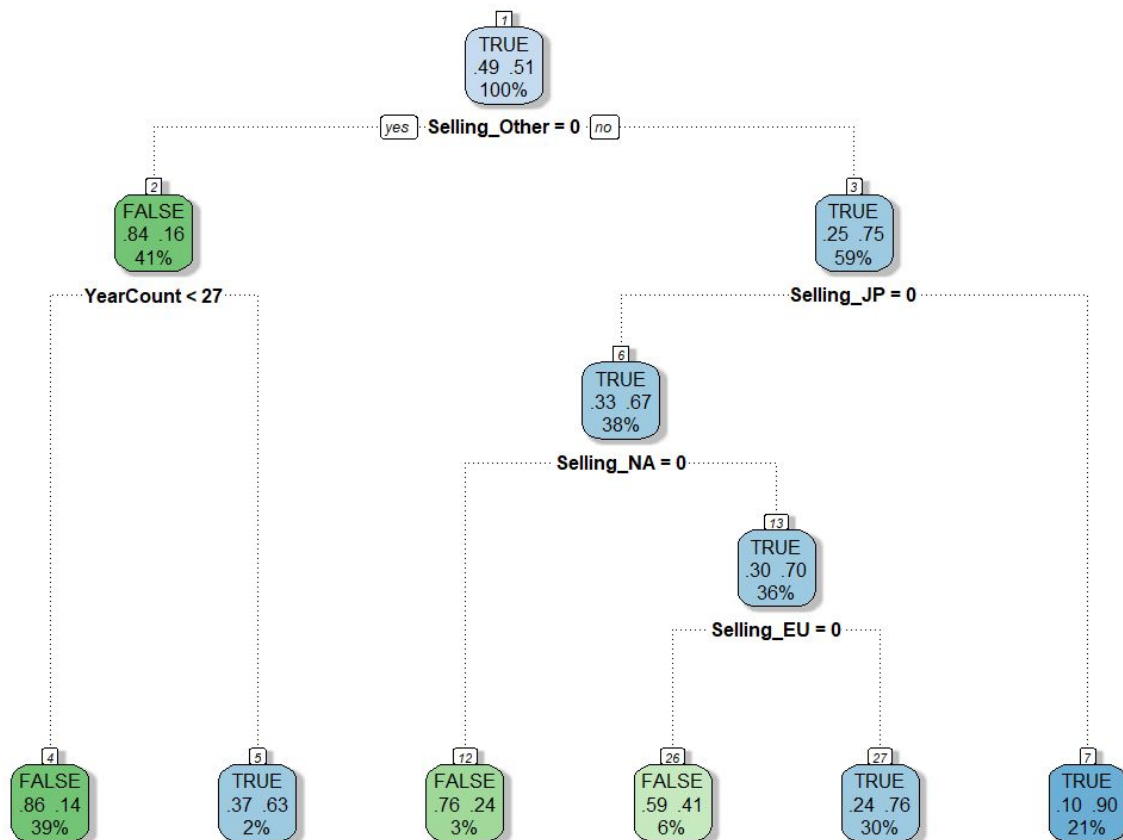 1
TRUE
.49 .51
100%
yes Selling_Other = 0 no
2
FALSE
.84 .16
41%
3
TRUE
.25 .75
59%
YearCount < 27
Selling_JP = 0
6
TRUE
.33 .67
38%
Selling_NA = 0
13
TRUE
.30 .70
36%
Selling_EU = 0
4
FALSE
.86 .14
39%
5
TRUE
.37 .63
2%
12
FALSE
.76 .24
3%
26
FALSE
.59 .41
6%
27
TRUE
.24 .76
30%
7
TRUE
.10 .90
21%